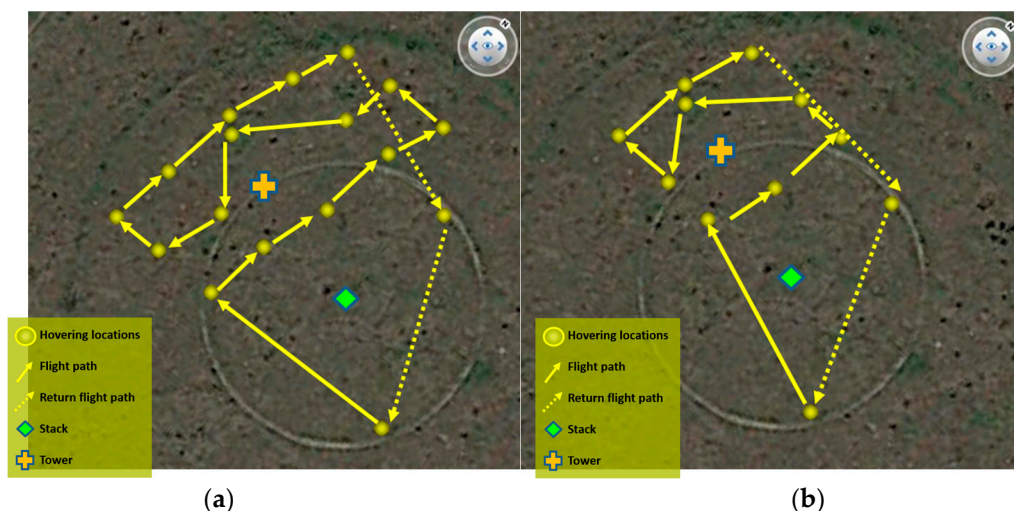 N
N
Hovering locations
Flight path
Return flight path
Stack
Tower
Hovering locations
Flight path
Return flight path
Stack
Tower
(a)
(b)